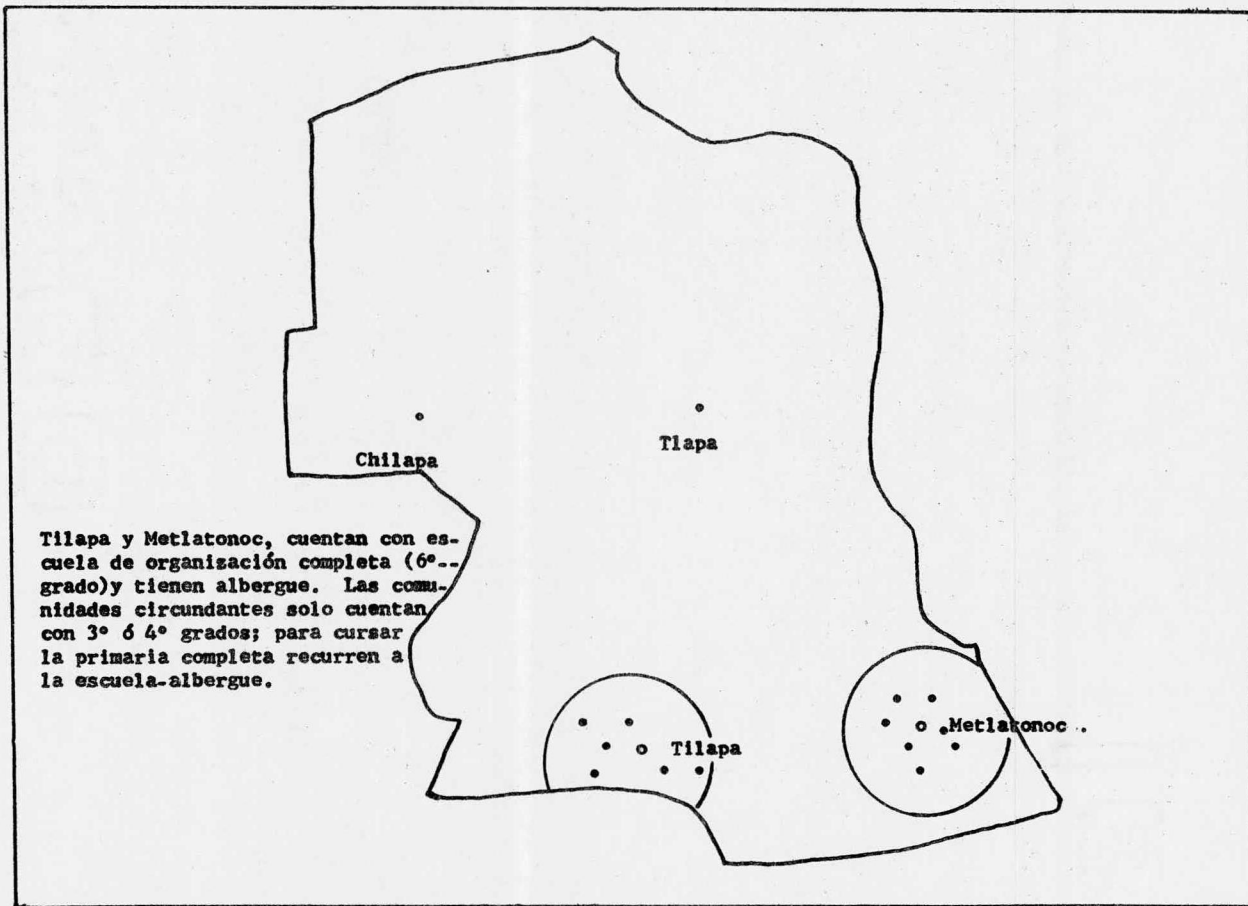 Chilapa
Tlapa
Tilapa y Metlatonoc, cuentan con es-
cuela de organización completa (6°--
grado)y tienen albergue. Las comu-
nidades circundantes solo cuentan
con 3° ó 4° grados; para cursar
la primaria completa recurren a
la escuela-albergue.
Metlatonoc
Tilapa